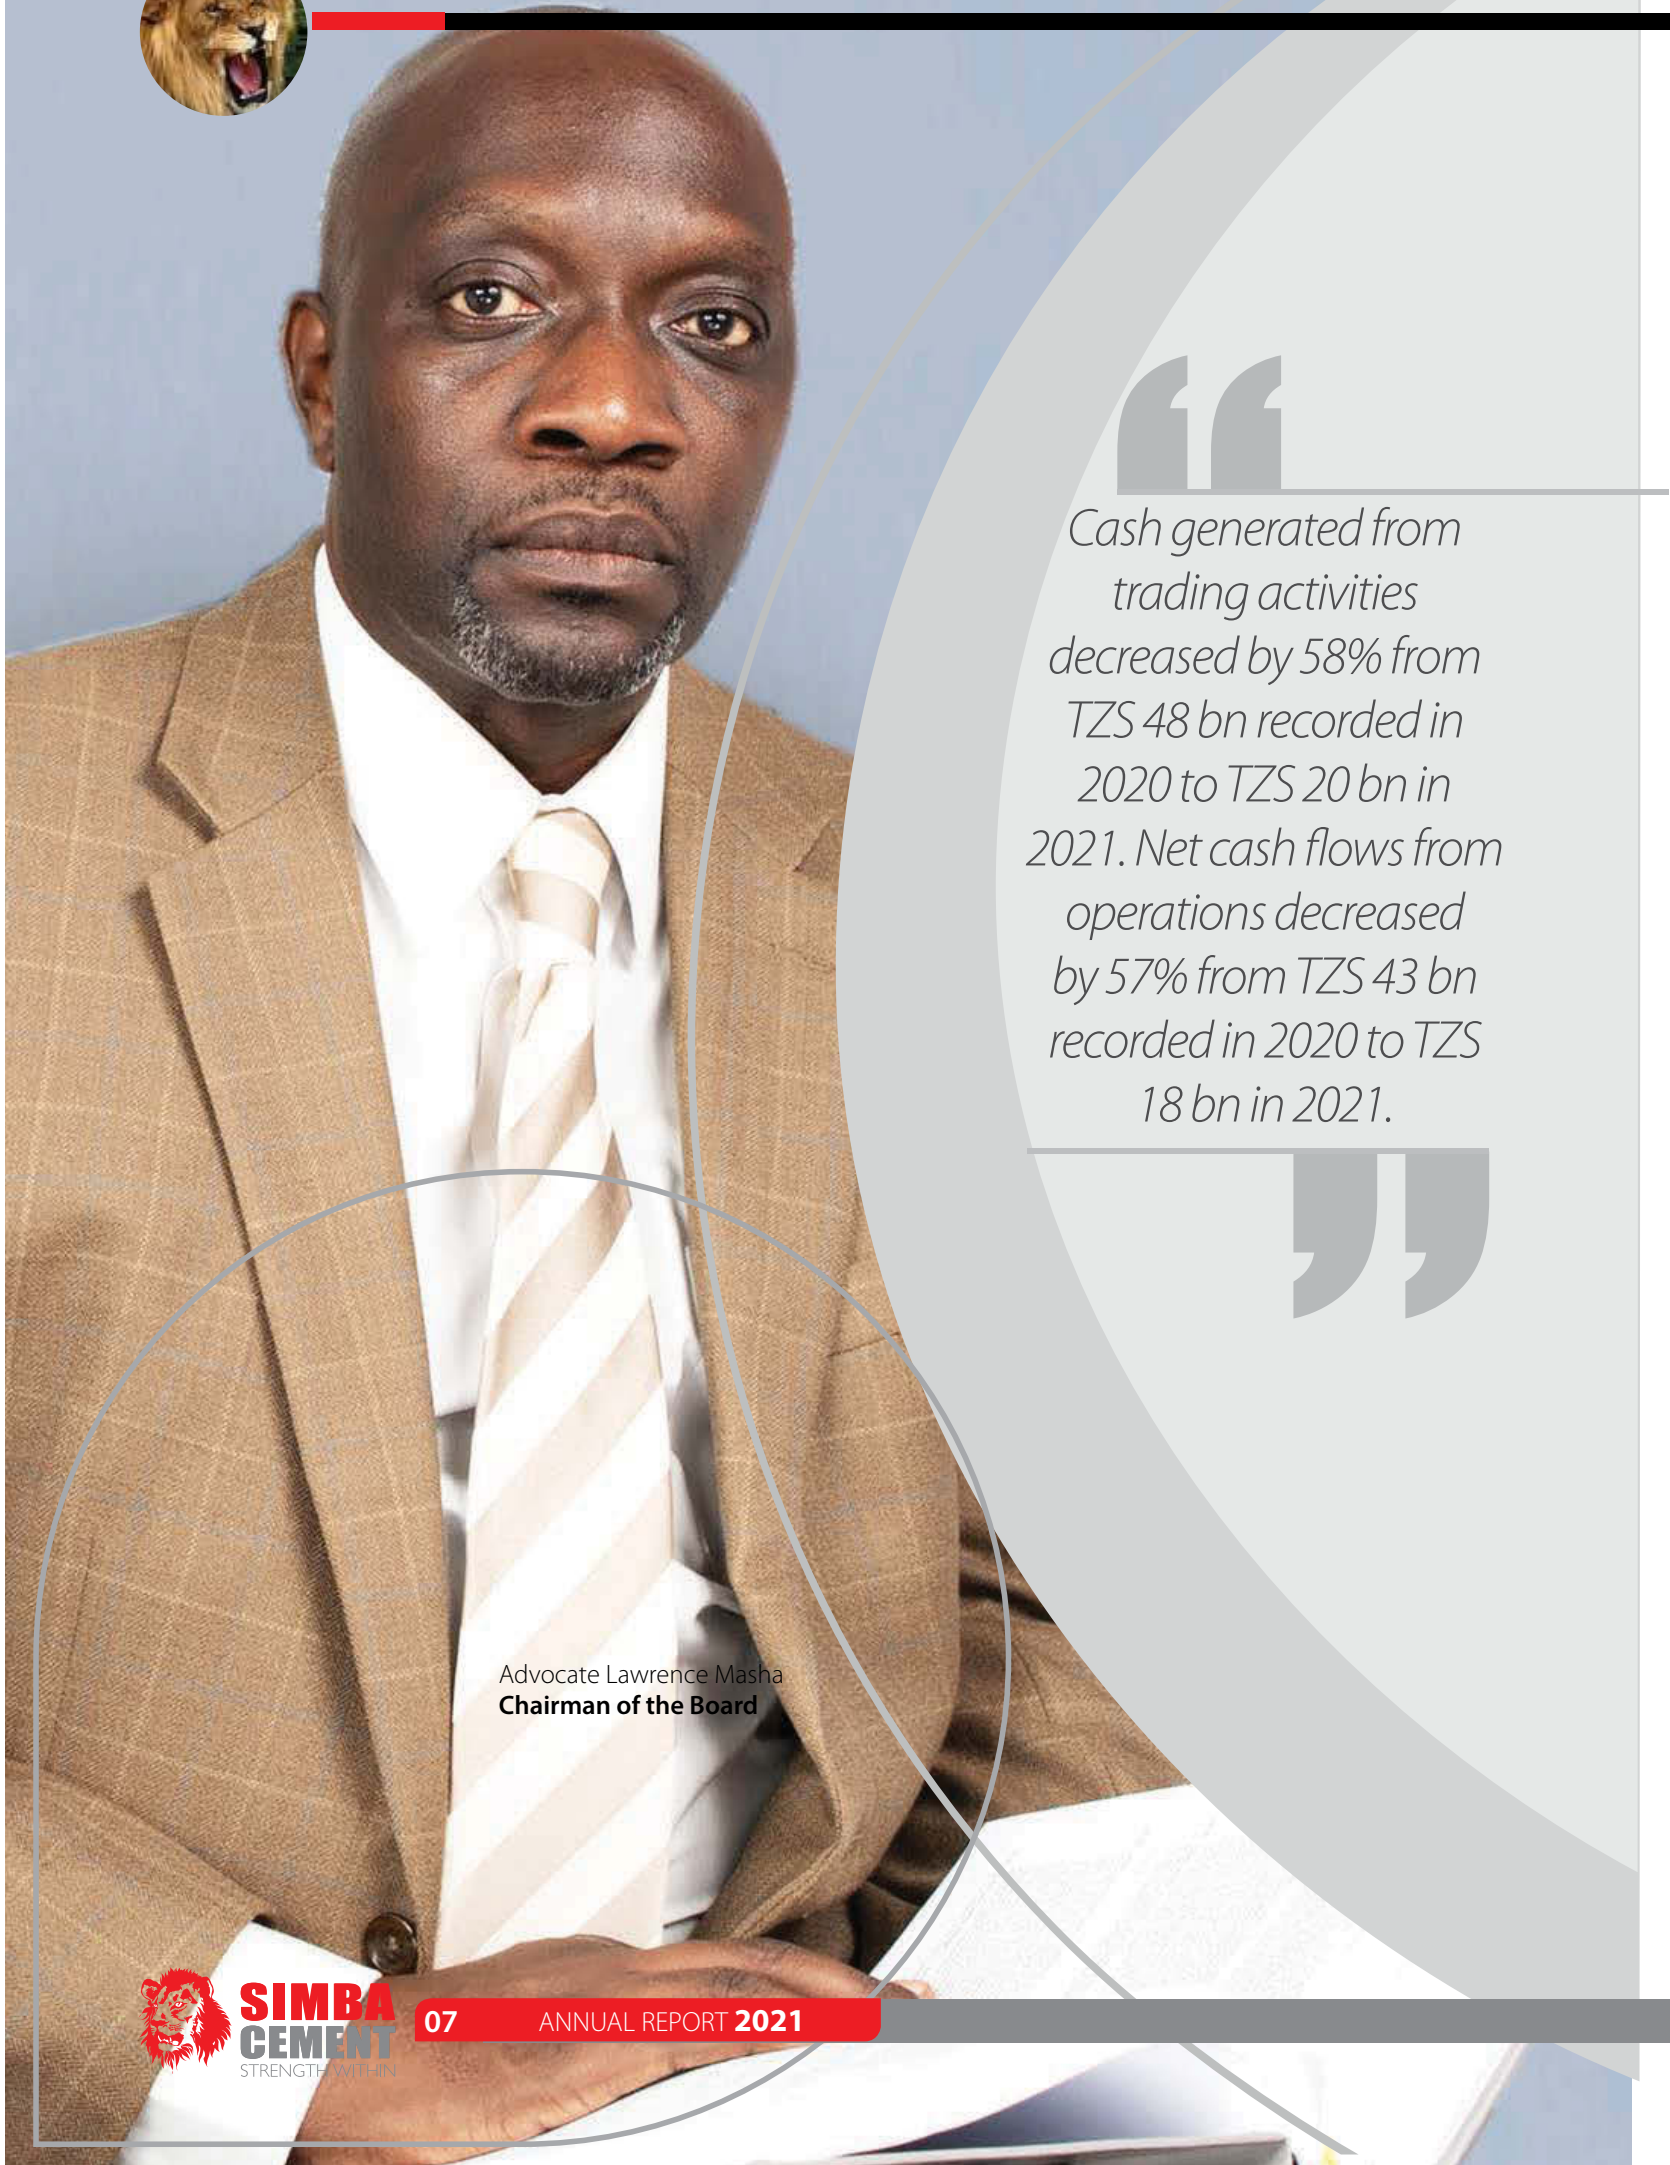 Cash generated from
trading activities
decreased by 58% from
TZS 48 bn recorded in
2020 to TZS 20 bn in
2021. Net cash flows from
operations decreased
by 57% from TZS 43 bn
recorded in 2020 to TZS
18 bn in 2021.
Advocate Lawrence Masha
Chairman of the Board
SIMBA
CEMENT
STRENGTH WITHIN
07 ANNUAL REPORT 2021